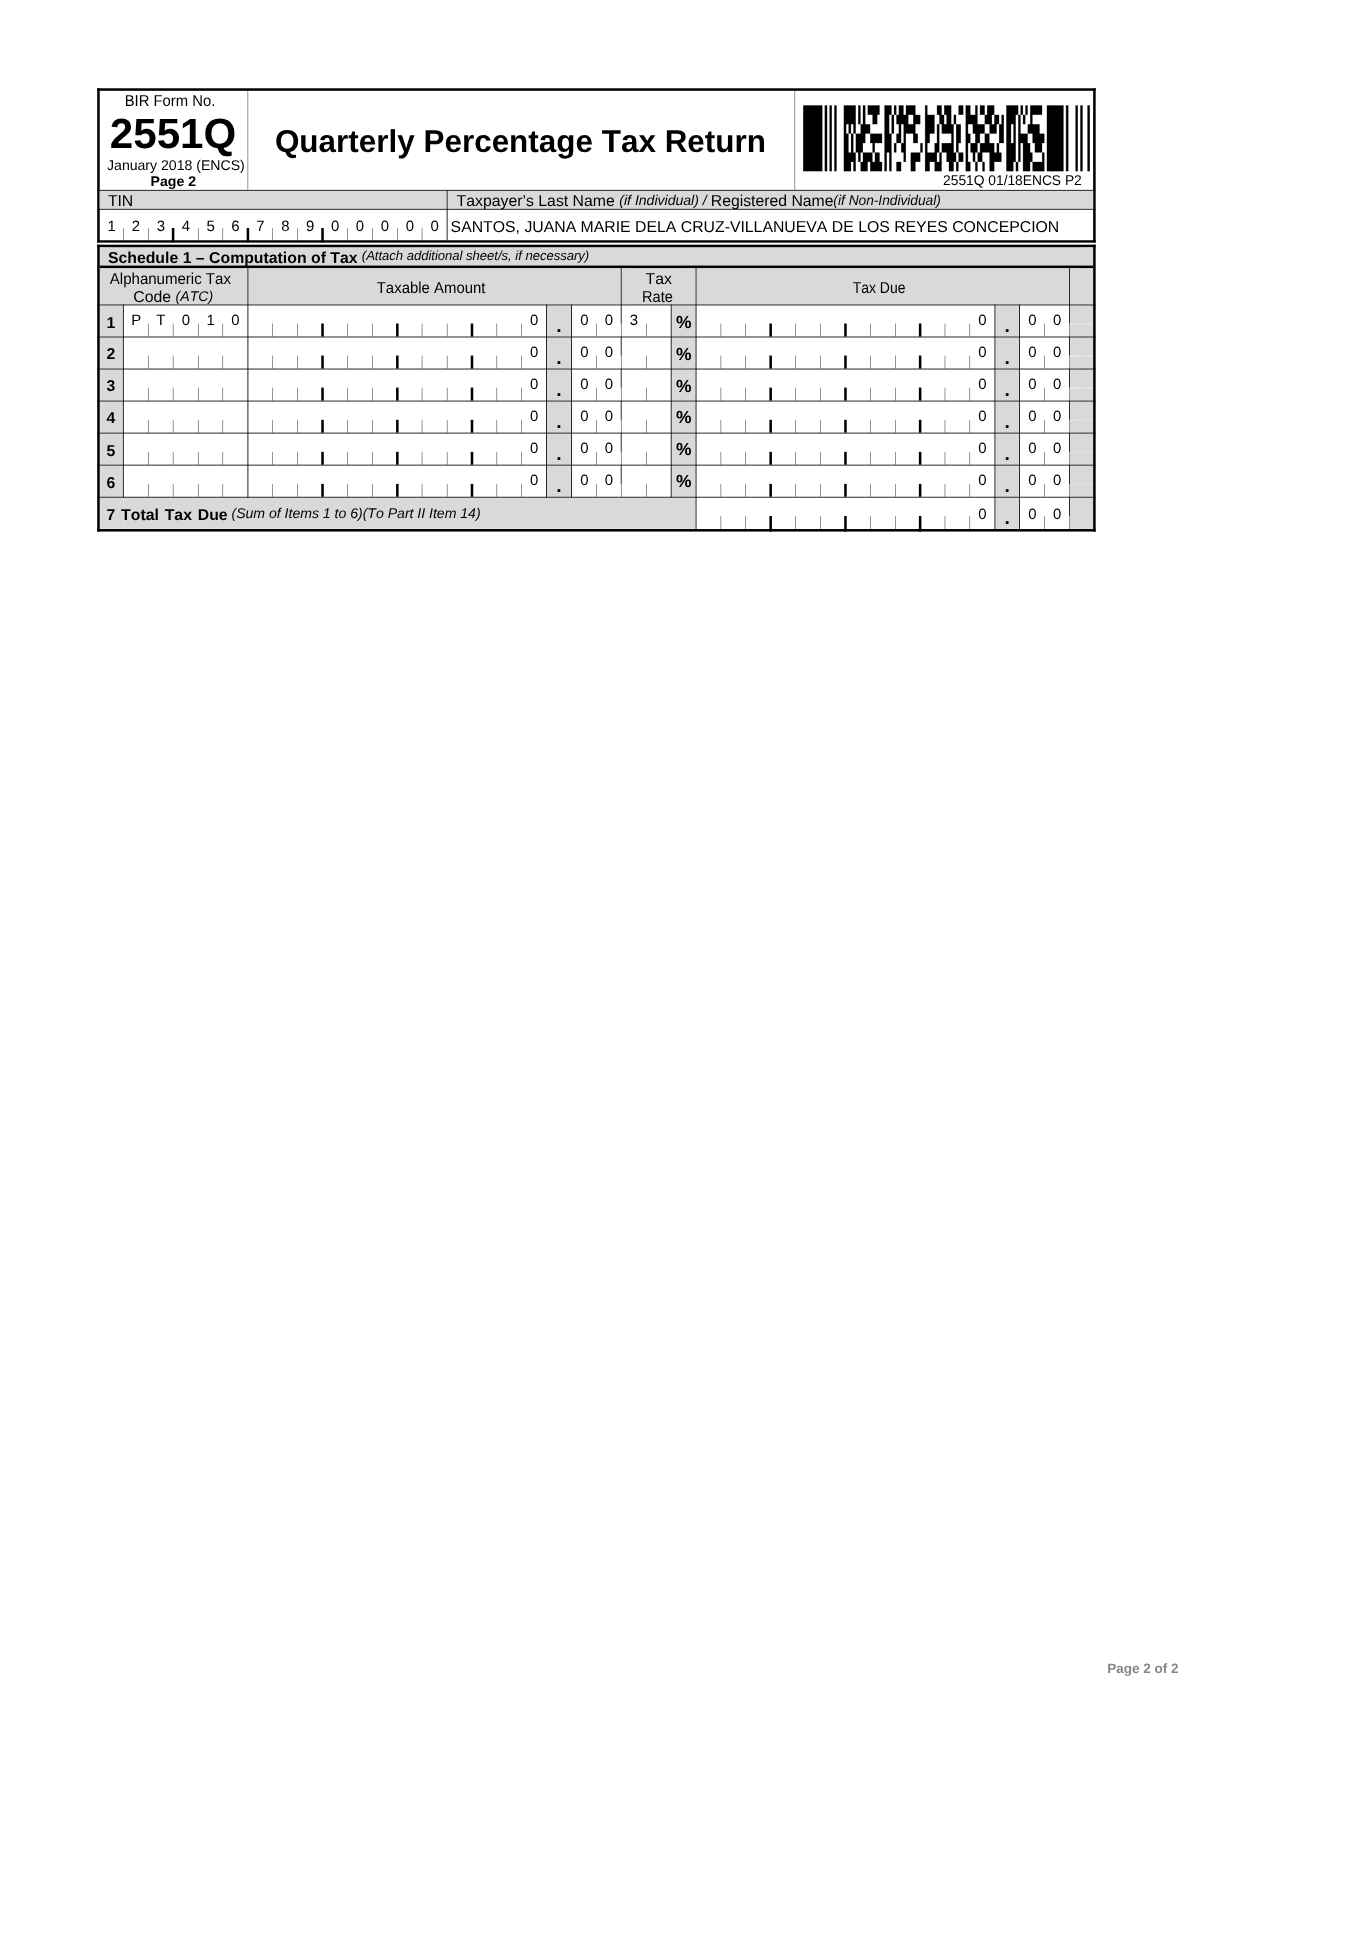 BIR Form No.
2551Q
January 2018 (ENCS)
Page 2
Quarterly Percentage Tax Return
2551Q 01/18ENCS P2
TIN Taxpayer’s Last Name (if Individual) / Registered Name(if Non-Individual)
1 2 3 4 5 6 7 8 9 0 0 0 0 0 SANTOS, JUANA MARIE DELA CRUZ-VILLANUEVA DE LOS REYES CONCEPCION
Schedule 1 – Computation of Tax (Attach additional sheet/s, if necessary)
Alphanumeric Tax
Code (ATC)
Taxable Amount
Tax
Rate
Tax Due
1 P T 0 1 0 0 . 0 0 3 % 0 . 0 0
2 0 . 0 0 % 0 . 0 0
3 0 . 0 0 % 0 . 0 0
4 0 . 0 0 % 0 . 0 0
5 0 . 0 0 % 0 . 0 0
6 0 . 0 0 % 0 . 0 0
7 Total Tax Due (Sum of Items 1 to 6)(To Part II Item 14) 0 . 0 0
Page 2 of 2